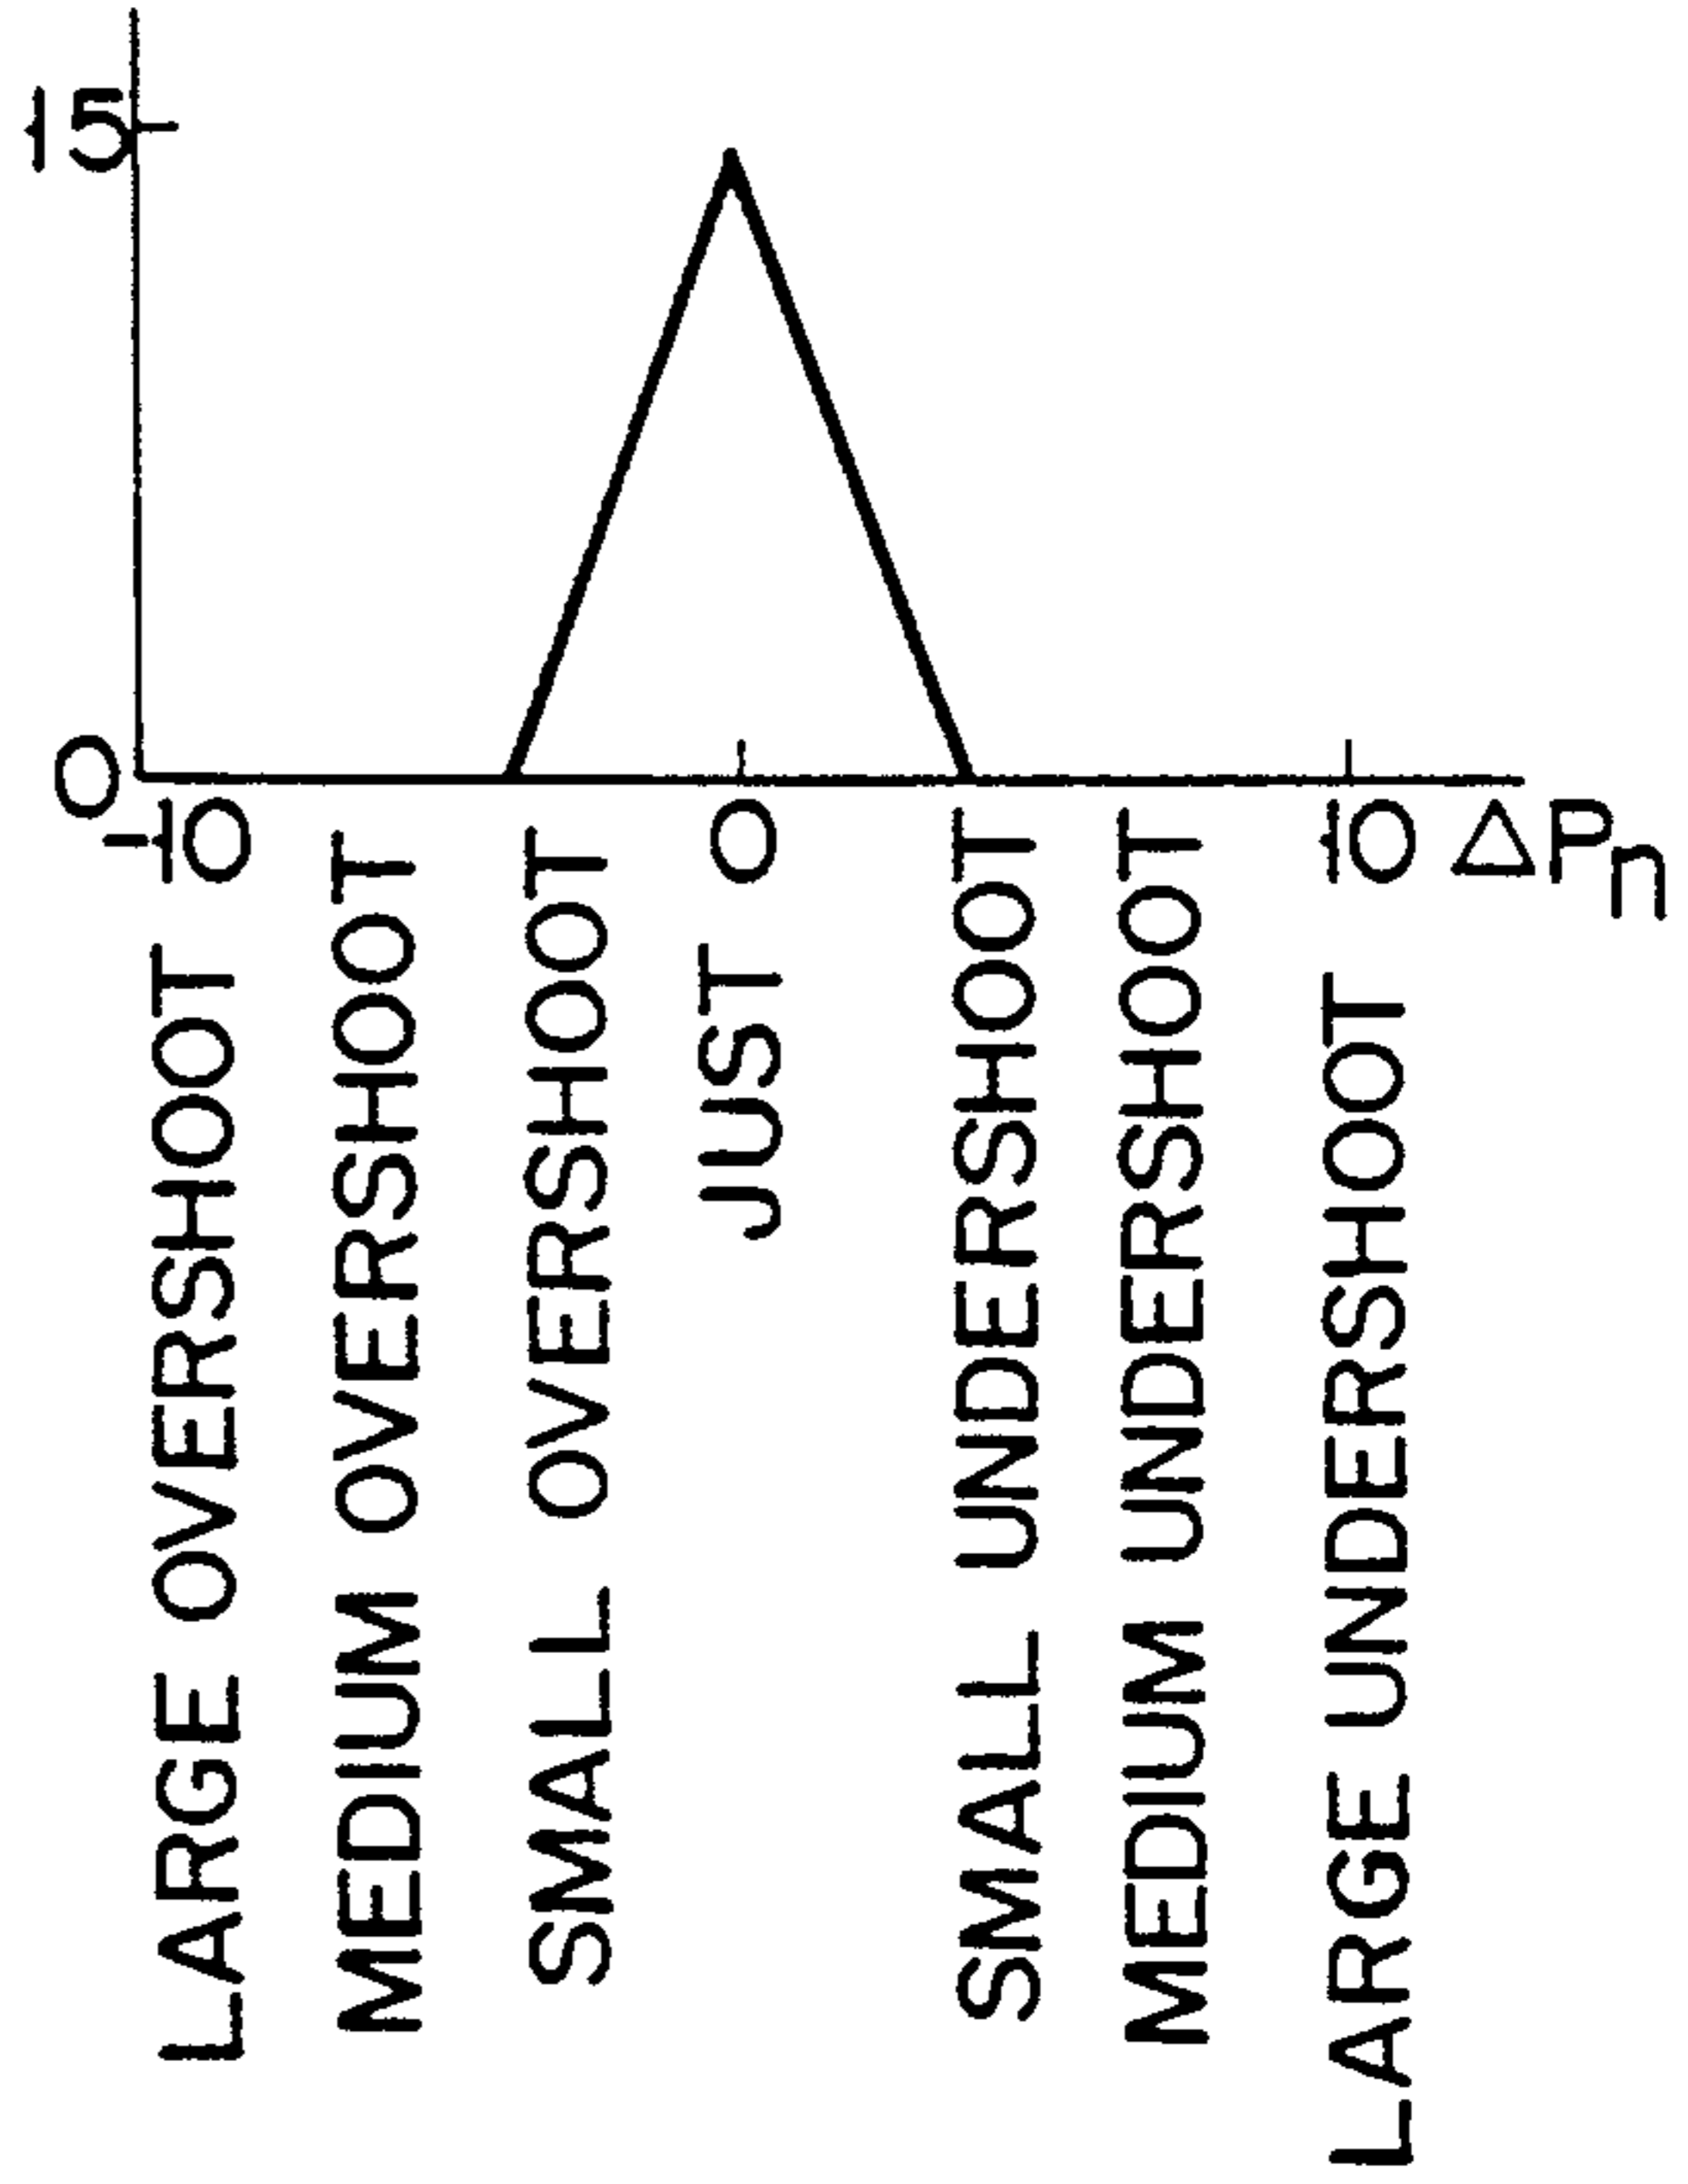 15
0
-10
0
10
ΔPn
LARGE OVERSHOOT
MEDIUM OVERSHOOT
SMALL OVERSHOOT
JUST
SMALL UNDERSHOOT
MEDIUM UNDERSHOOT
LARGE UNDERSHOOT